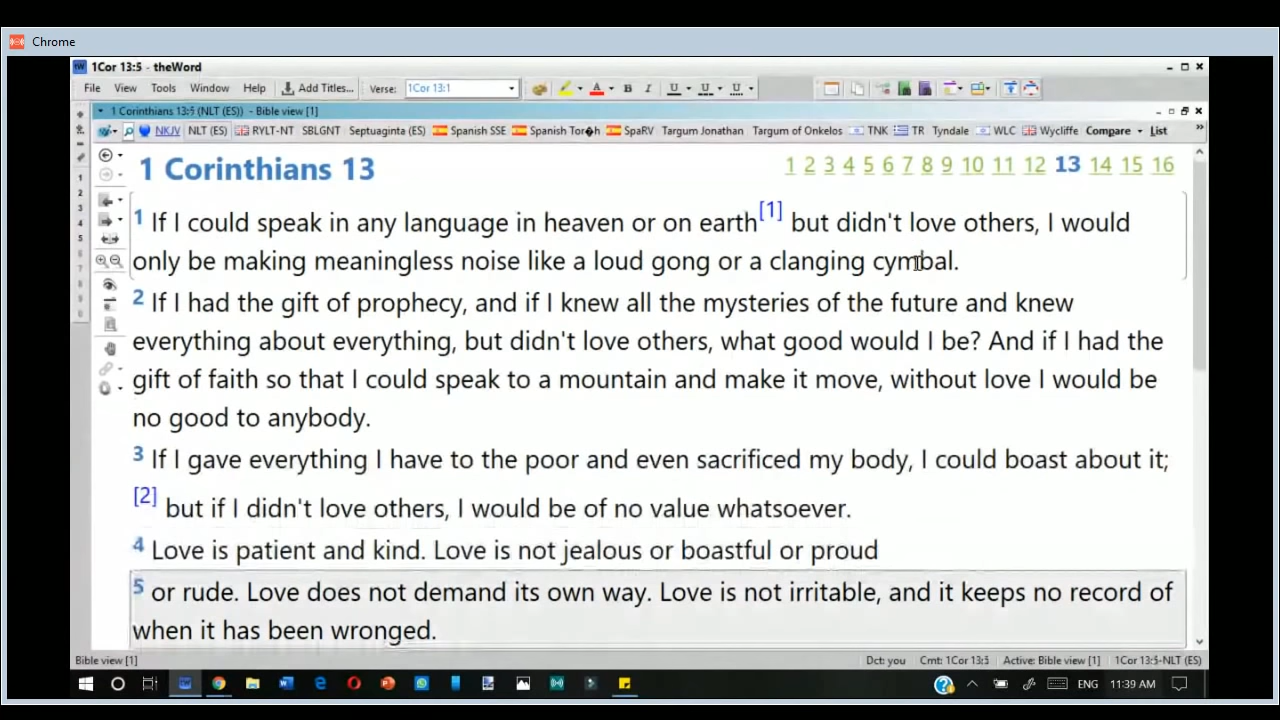 Chrome
1Cor 13:5 - theWord
File View Tools Window Help Add Titles... Verse: 1Cor 13:1 A B I U U U
1 Corinthians 13:5 (NLT (ES)) - Bible view [1]
NKJV NLT (ES) RYLT-NT SBLGNT Septuaginta (ES) Spanish SSE Spanish Tor�h SpaRV Targum Jonathan Targum of Onkelos TNK TR Tyndale WLC Wycliffe Compare List
1 Corinthians 13 1 2 3 4 5 6 7 8 9 10 11 12 13 14 15 16
1 If I could speak in any language in heaven or on earth[1] but didn't love others, I would
only be making meaningless noise like a loud gong or a clanging cymbal.
2 If I had the gift of prophecy, and if I knew all the mysteries of the future and knew
everything about everything, but didn't love others, what good would I be? And if I had the
gift of faith so that I could speak to a mountain and make it move, without love I would be
no good to anybody.
3 If I gave everything I have to the poor and even sacrificed my body, I could boast about it;
[2] but if I didn't love others, I would be of no value whatsoever.
4 Love is patient and kind. Love is not jealous or boastful or proud
5 or rude. Love does not demand its own way. Love is not irritable, and it keeps no record of
when it has been wronged.
Bible view [1] Dct: you Cmt: 1Cor 13:5 Active: Bible view [1] 1Cor 13:5-NLT (ES)
ENG 11:39 AM